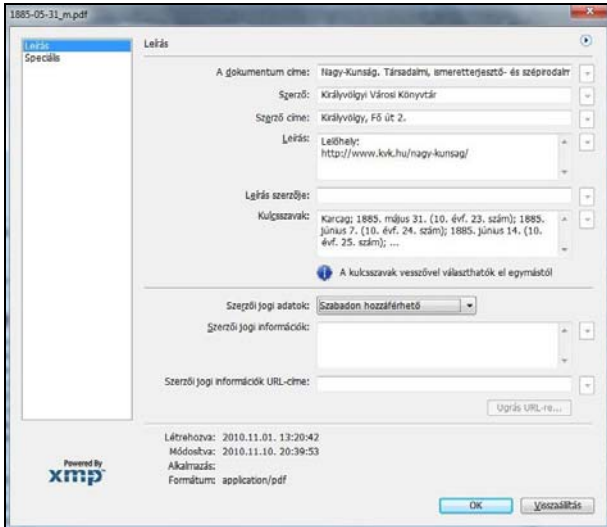 1885-05-31_m.pdf
Leírás
Speciális
Leírás
A dokumentum címe: Nagy-Kunság. Társadalmi, ismeretterjesztő- és szépirodalm
Szerző: Királyvölgyi Városi Könyvtár
Szerző címe: Királyvölgy, Fő út 2.
Leírás: Lelőhely:
http://www.kvk.hu/nagy-kunsag/
Leírás szerzője:
Kulcsszavak: Karcag; 1885. május 31. (10. évf. 23. szám); 1885.
június 7. (10. évf. 24. szám); 1885. június 14. (10.
évf. 25. szám); ...
A kulcsszavak vesszővel választhatók el egymástól
Szerzői jogi adatok: Szabadon hozzáférhető
Szerzői jogi információk:
Szerzői jogi információk URL-címe:
Ugrás URL-re...
Létrehozva: 2010.11.01. 13:20:42
Módosítva: 2010.11.10. 20:39:53
Alkalmazás:
Formátum: application/pdf
Powered By
xmp
OK
Visszaállítás